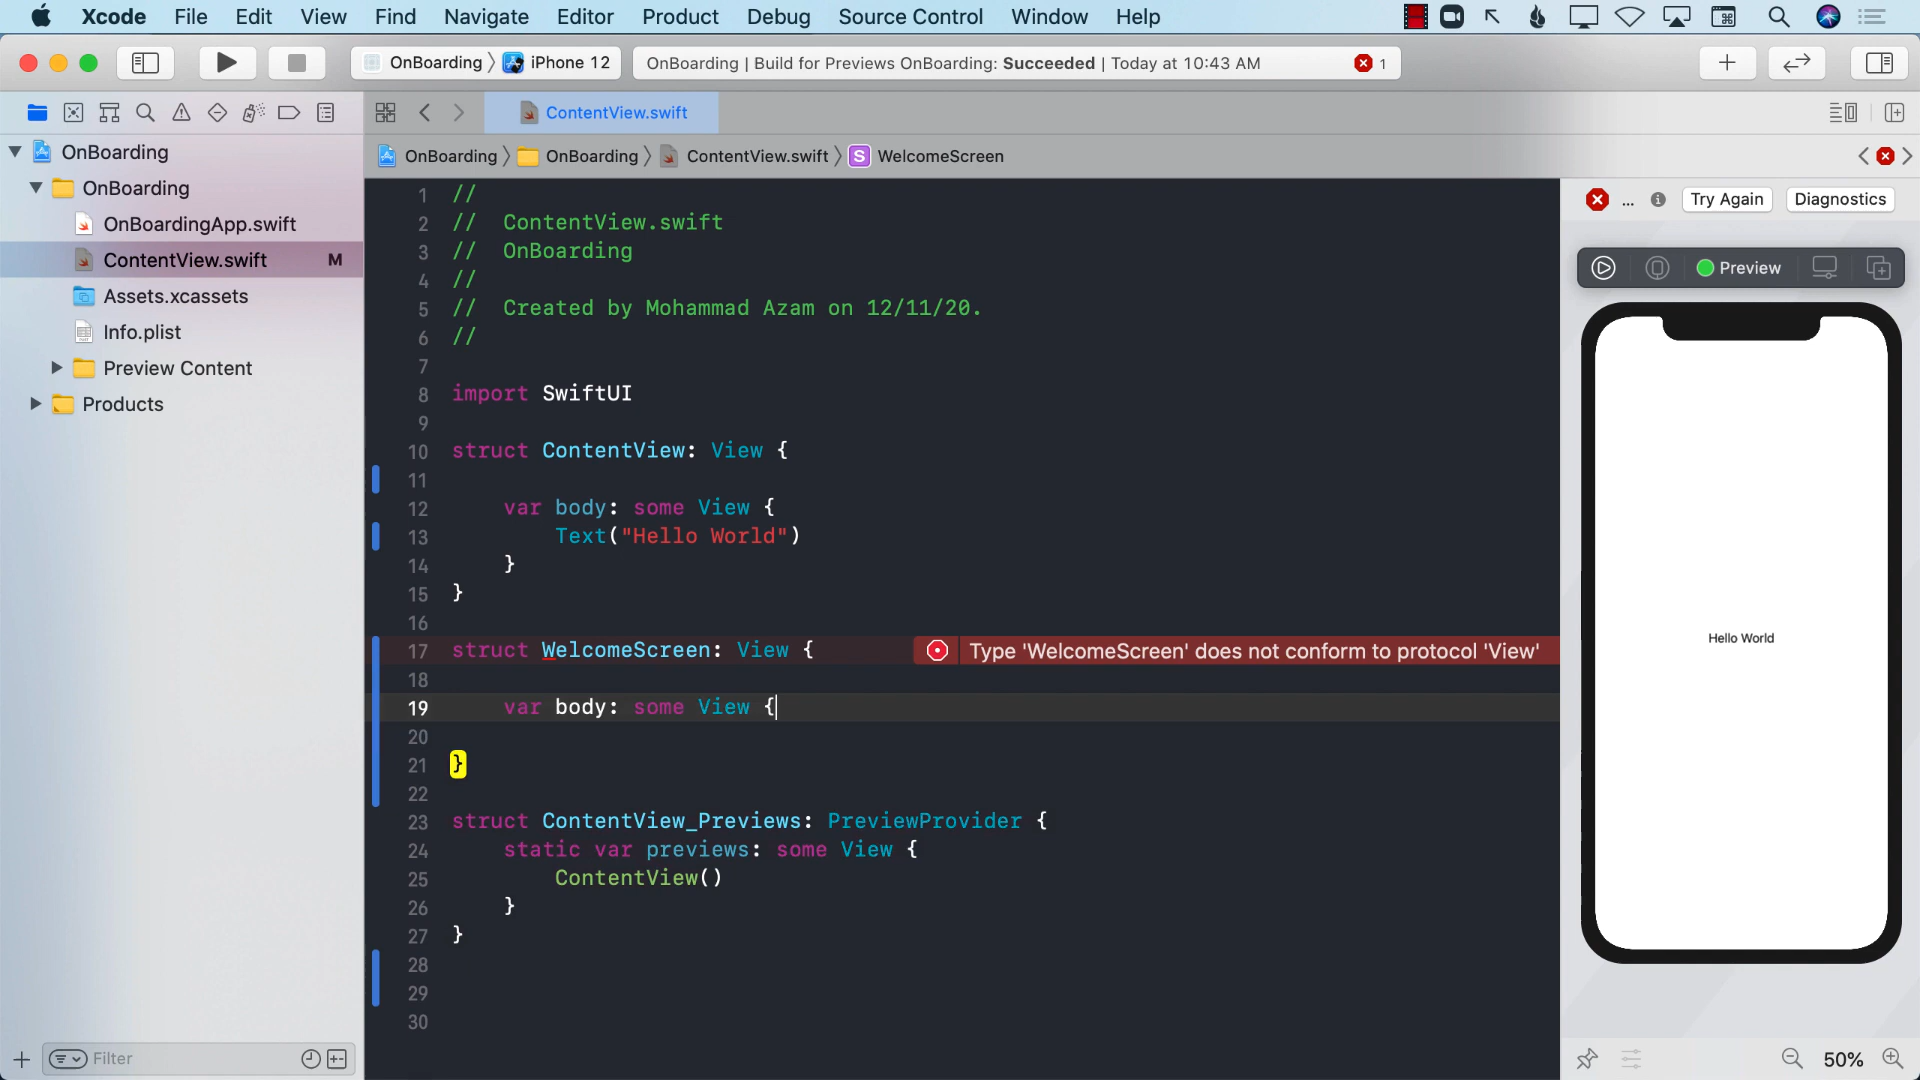 Xcode File Edit View Find Navigate Editor Product Debug Source Control Window Help
OnBoarding iPhone 12
OnBoarding | Build for Previews OnBoarding: Succeeded | Today at 10:43 AM 1
ContentView.swift
OnBoarding OnBoarding ContentView.swift S WelcomeScreen
OnBoarding
OnBoarding
OnBoardingApp.swift
ContentView.swift M
Assets.xcassets
Info.plist
Preview Content
Products
Filter
1 //
2 // ContentView.swift
3 // OnBoarding
4 //
5 // Created by Mohammad Azam on 12/11/20.
6 //
7
8 import SwiftUI
9
10 struct ContentView: View {
11
12 var body: some View {
13 Text("Hello World")
14 }
15 }
16
17 struct WelcomeScreen: View { Type 'WelcomeScreen' does not conform to protocol 'View'
18
19 var body: some View {
20
21 }
22
23 struct ContentView_Previews: PreviewProvider {
24 static var previews: some View {
25 ContentView()
26 }
27 }
28
29
30
... Try Again Diagnostics
Preview
Hello World
50%